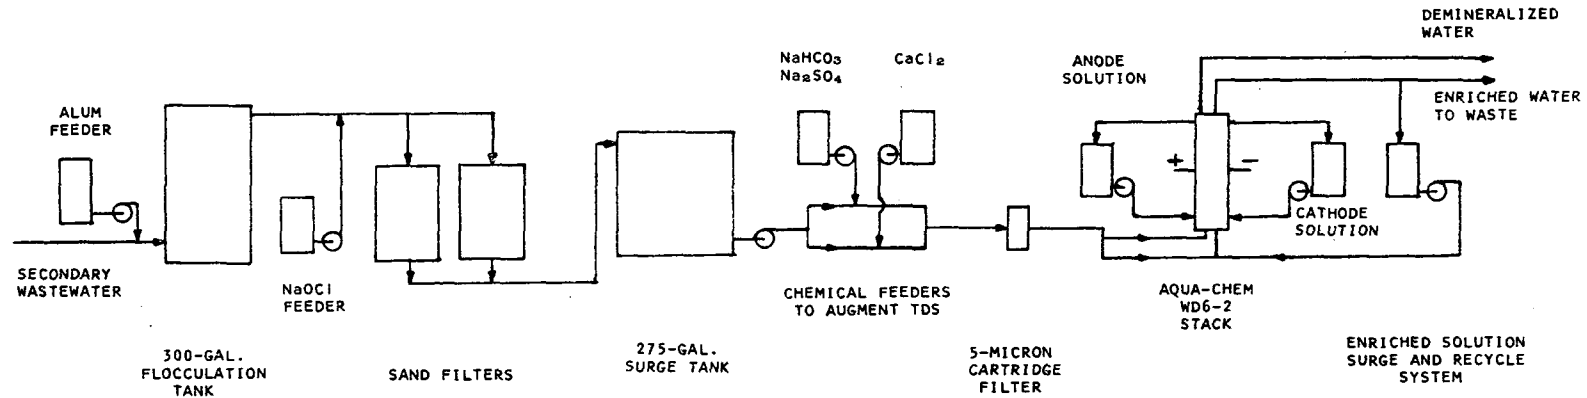 DEMINERALIZED
WATER
NaHCO₃
Na₂SO₄
CaCl₂
ANODE
SOLUTION
ENRICHED WATER
TO WASTE
ALUM
FEEDER
+
−
CATHODE
SOLUTION
SECONDARY
WASTEWATER
NaOCl
FEEDER
CHEMICAL FEEDERS
TO AUGMENT TDS
AQUA-CHEM
WD6-2
STACK
300-GAL.
FLOCCULATION
TANK
SAND FILTERS
275-GAL.
SURGE TANK
5-MICRON
CARTRIDGE
FILTER
ENRICHED SOLUTION
SURGE AND RECYCLE
SYSTEM